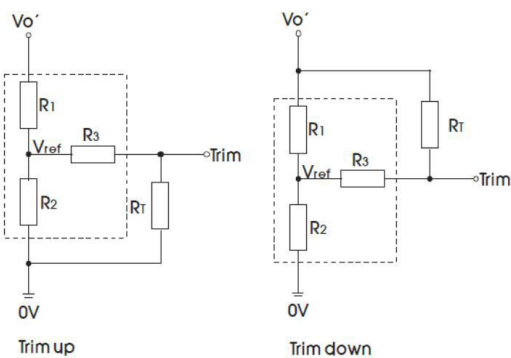 Vo´
R1
Vref
R3
Trim
R2
RT
0V
Trim up
Vo´
R1
RT
Vref
R3
Trim
R2
0V
Trim down